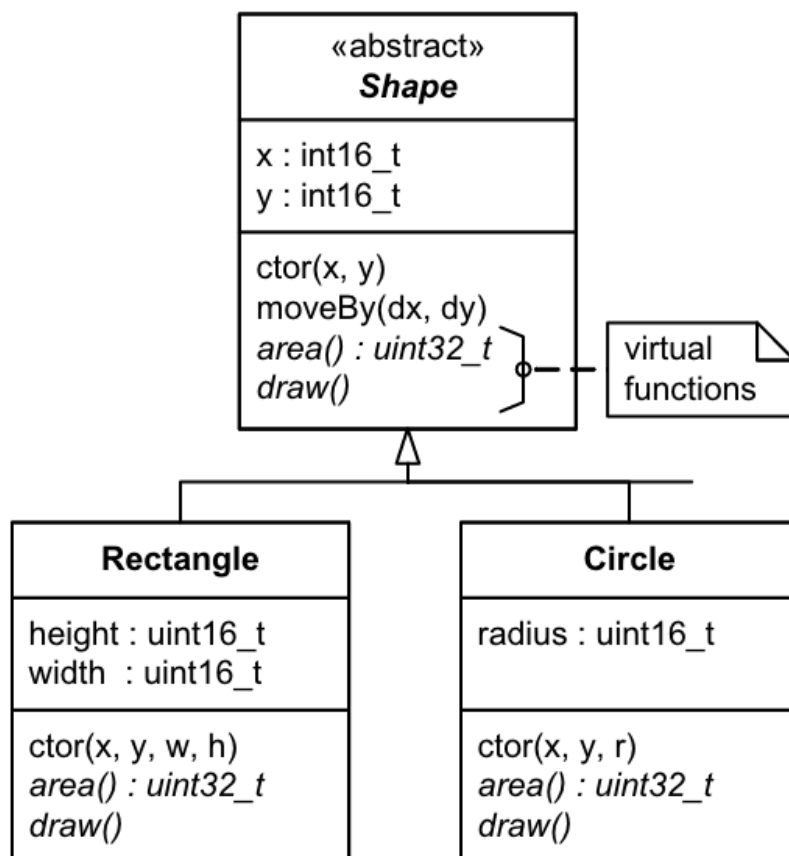 «abstract»
Shape
x : int16_t
y : int16_t
ctor(x, y)
moveBy(dx, dy)
area() : uint32_t
draw()
virtual
functions
Rectangle
height : uint16_t
width : uint16_t
ctor(x, y, w, h)
area() : uint32_t
draw()
Circle
radius : uint16_t
ctor(x, y, r)
area() : uint32_t
draw()